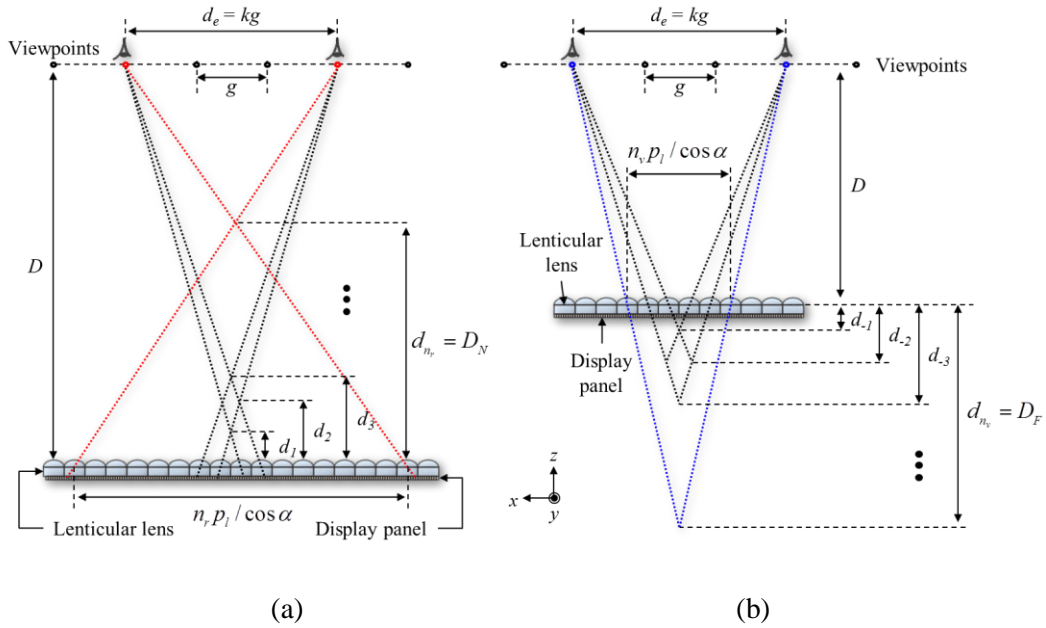 d_e = kg
Viewpoints
g
D
d_{n_r} = D_N
d_3
d_2
d_1
n_r p_l / cos α
Lenticular lens
Display panel
(a)
d_e = kg
Viewpoints
g
n_v p_l / cos α
D
Lenticular
lens
Display
panel
d_{-1}
d_{-2}
d_{-3}
d_{n_v} = D_F
z
x
y
(b)